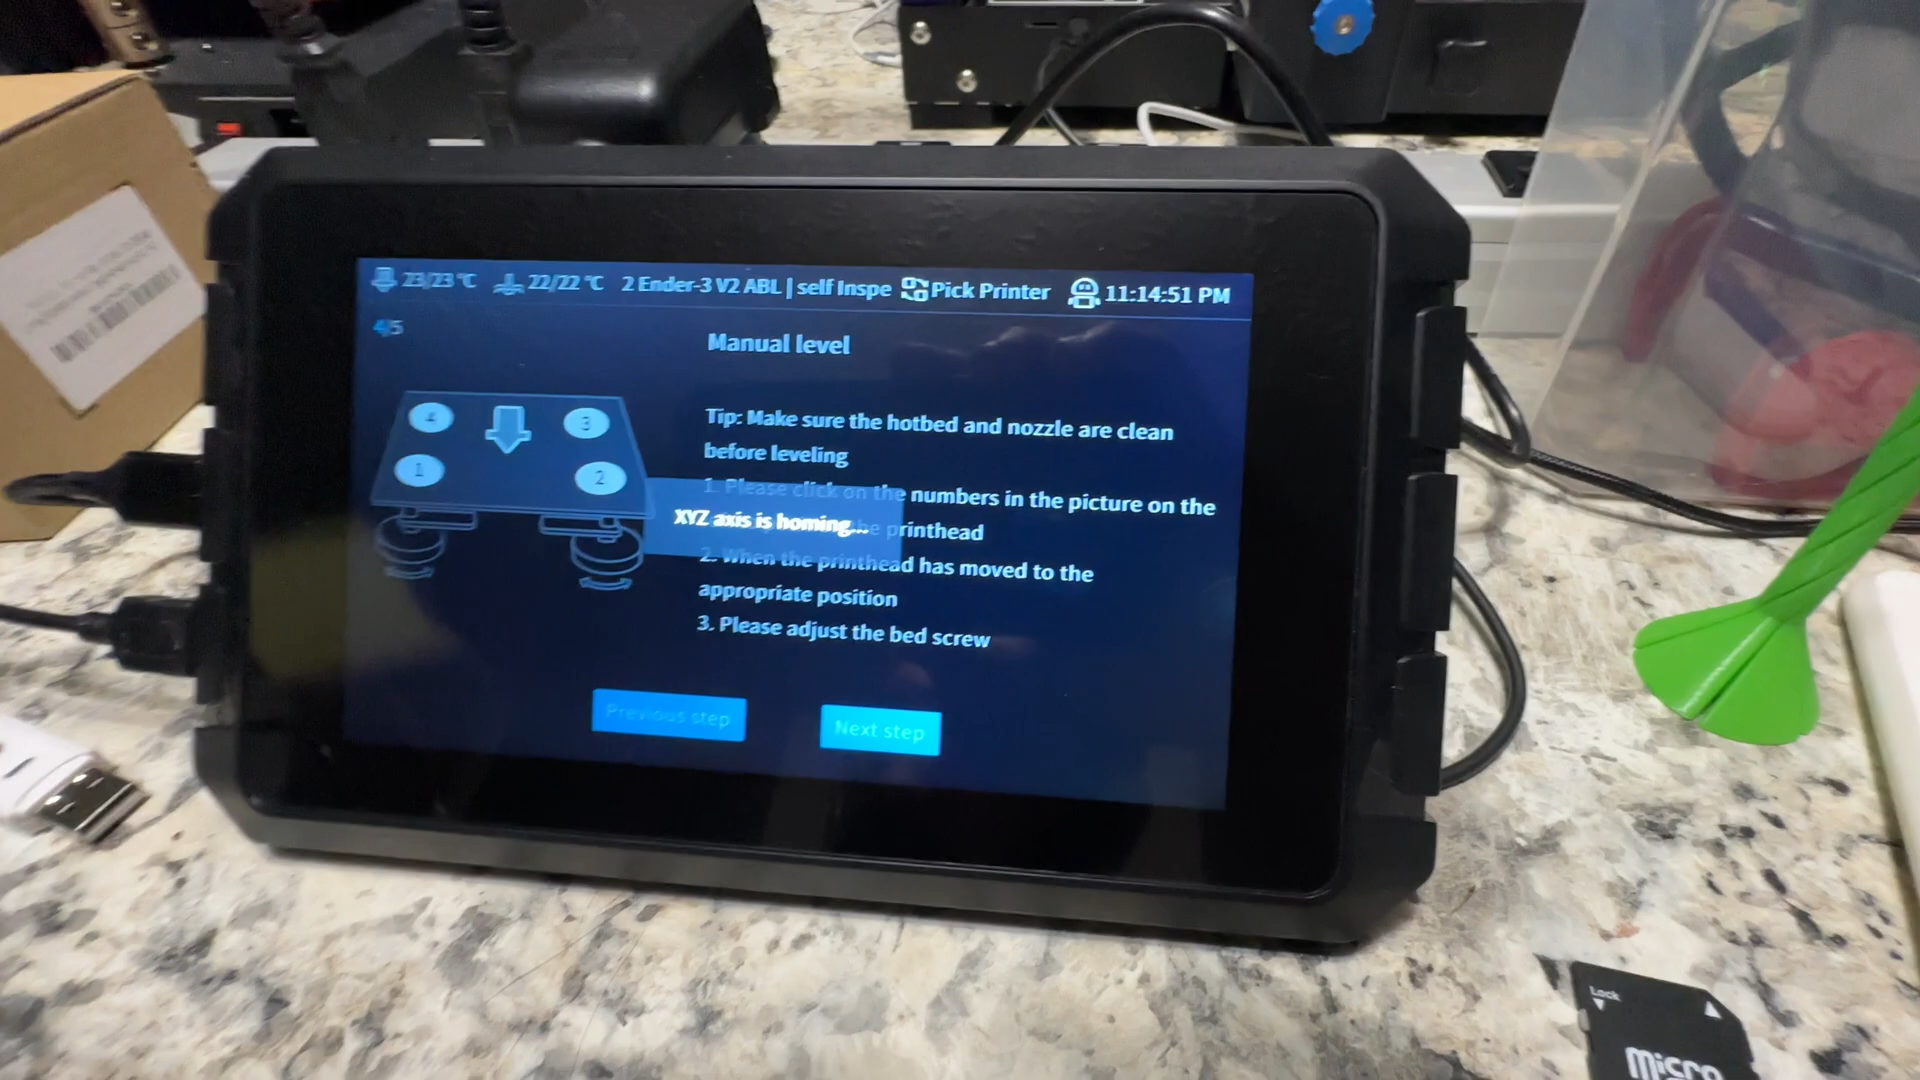 23/23 °C 22/22 °C 2 Ender-3 V2 ABL | self Inspe Pick Printer 11:14:51 PM
4/5
Manual level
Tip: Make sure the hotbed and nozzle are clean
before leveling
4
3
1
2
1. Please click on the numbers in the picture on the
XYZ axis is homing...
printhead
2. When the printhead has moved to the
appropriate position
3. Please adjust the bed screw
Previous step
Next step
Lock
Micro